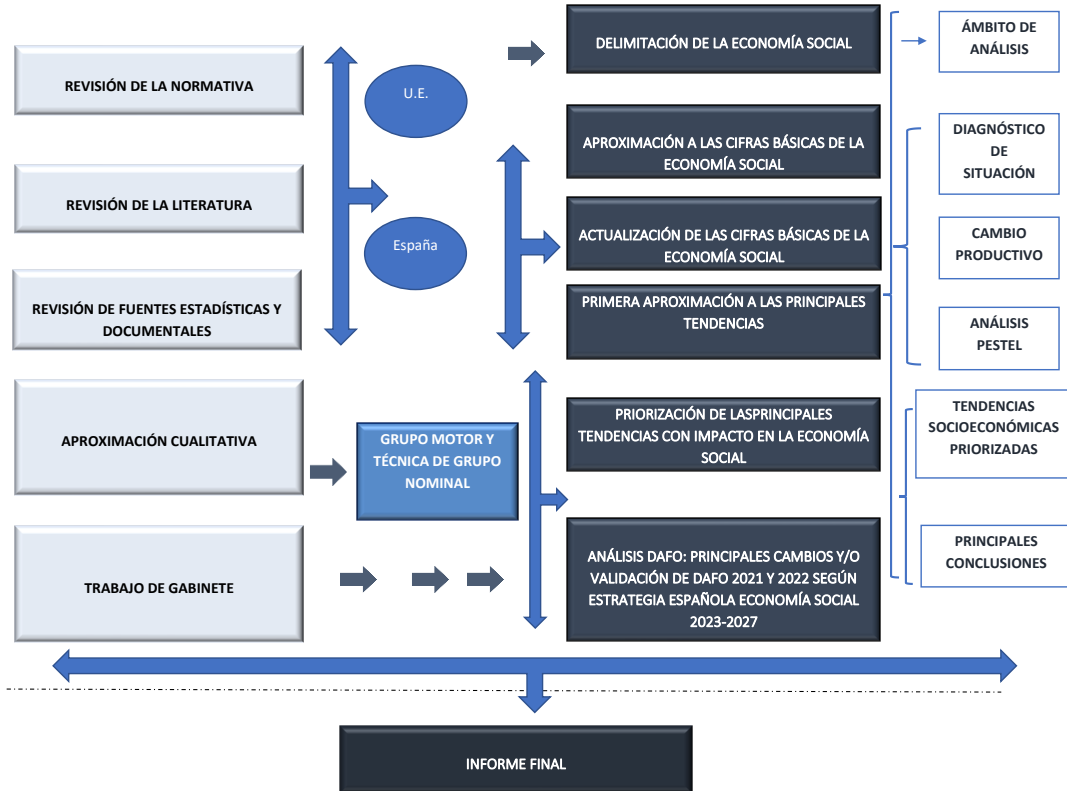 REVISIÓN DE LA NORMATIVA
REVISIÓN DE LA LITERATURA
REVISIÓN DE FUENTES ESTADÍSTICAS Y
DOCUMENTALES
APROXIMACIÓN CUALITATIVA
TRABAJO DE GABINETE
U.E.
España
GRUPO MOTOR Y
TÉCNICA DE GRUPO
NOMINAL
DELIMITACIÓN DE LA ECONOMÍA SOCIAL
APROXIMACIÓN A LAS CIFRAS BÁSICAS DE LA
ECONOMÍA SOCIAL
ACTUALIZACIÓN DE LAS CIFRAS BÁSICAS DE LA
ECONOMÍA SOCIAL
PRIMERA APROXIMACIÓN A LAS PRINCIPALES
TENDENCIAS
PRIORIZACIÓN DE LASPRINCIPALES
TENDENCIAS CON IMPACTO EN LA ECONOMÍA
SOCIAL
ANÁLISIS DAFO: PRINCIPALES CAMBIOS Y/O
VALIDACIÓN DE DAFO 2021 Y 2022 SEGÚN
ESTRATEGIA ESPAÑOLA ECONOMÍA SOCIAL
2023-2027
ÁMBITO DE
ANÁLISIS
DIAGNÓSTICO
DE
SITUACIÓN
CAMBIO
PRODUCTIVO
ANÁLISIS
PESTEL
TENDENCIAS
SOCIOECONÓMICAS
PRIORIZADAS
PRINCIPALES
CONCLUSIONES
INFORME FINAL